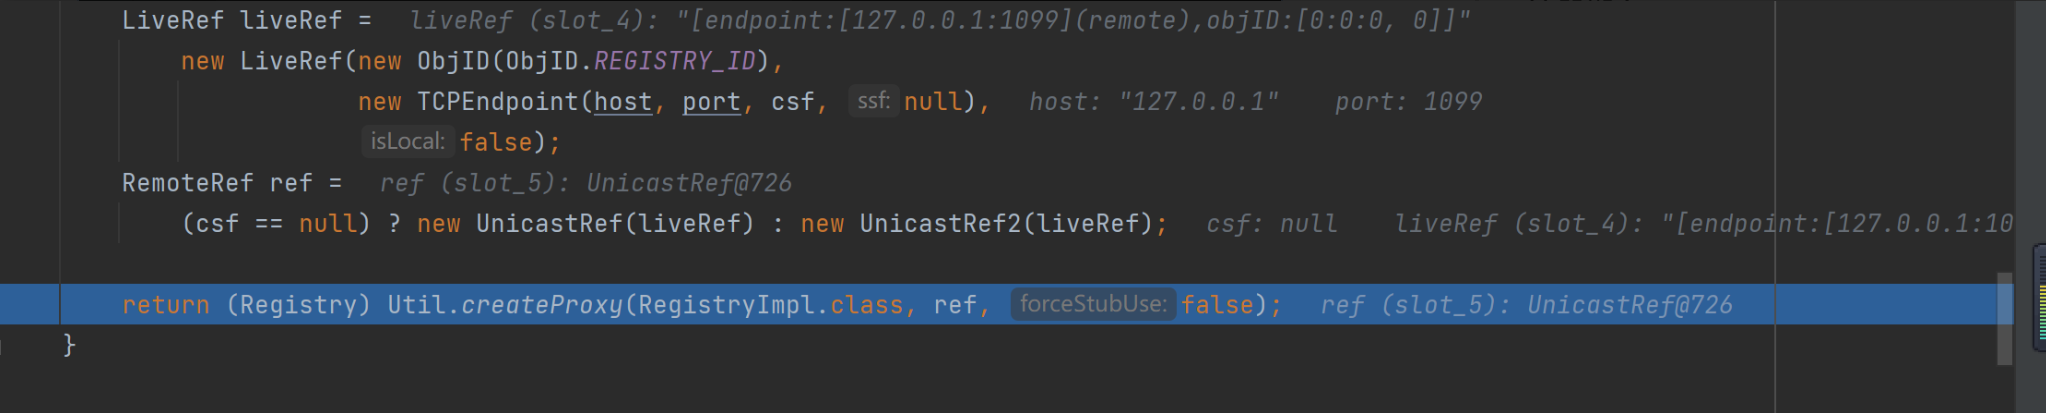 LiveRef liveRef = liveRef (slot_4): "[endpoint:[127.0.0.1:1099](remote),objID:[0:0:0, 0]]"
new LiveRef(new ObjID(ObjID.REGISTRY_ID),
new TCPEndpoint(host, port, csf, ssf: null), host: "127.0.0.1" port: 1099
isLocal: false);
RemoteRef ref = ref (slot_5): UnicastRef@726
(csf == null) ? new UnicastRef(liveRef) : new UnicastRef2(liveRef); csf: null liveRef (slot_4): "[endpoint:[127.0.0.1:10
return (Registry) Util.createProxy(RegistryImpl.class, ref, forceStubUse: false); ref (slot_5): UnicastRef@726
}